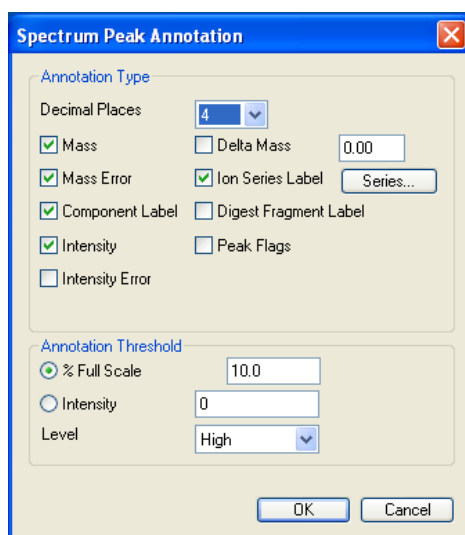 Spectrum Peak Annotation
Annotation Type
Decimal Places 4
Mass Delta Mass 0.00
Mass Error Ion Series Label Series...
Component Label Digest Fragment Label
Intensity Peak Flags
Intensity Error
Annotation Threshold
% Full Scale 10.0
Intensity 0
Level High
OK Cancel